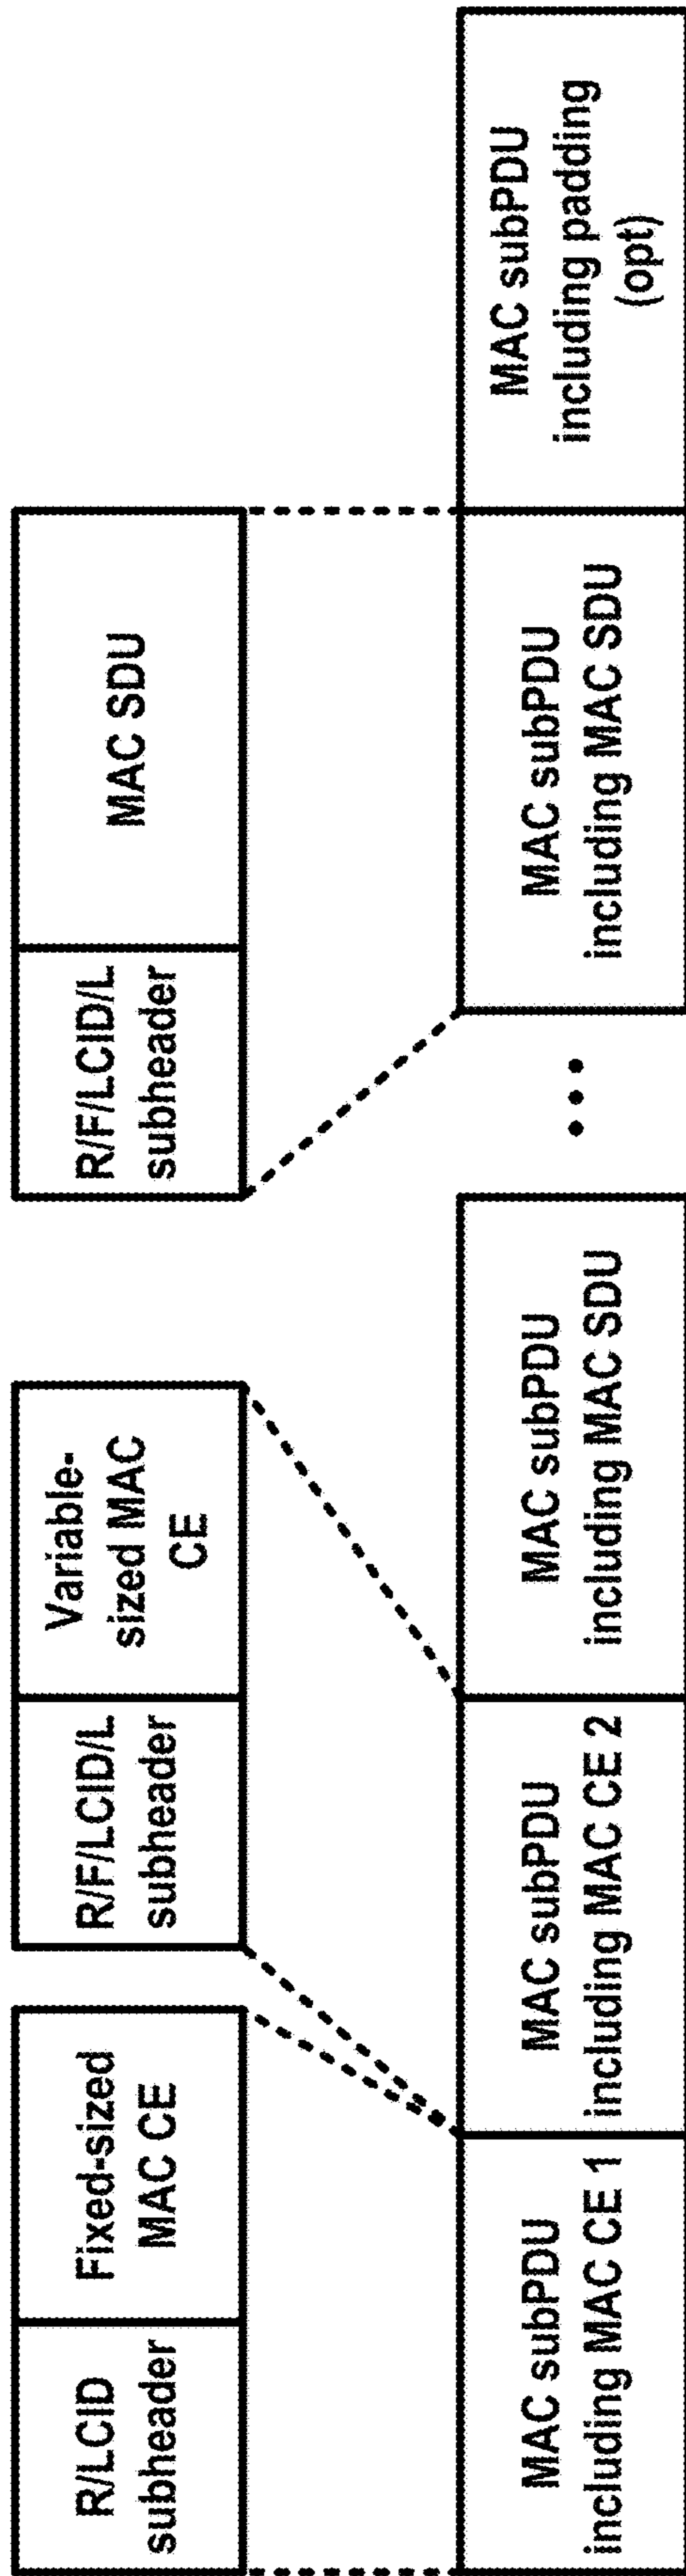 R/LCID
subheader
Fixed-sized
MAC CE
R/F/LCID/L
subheader
Variable-
sized MAC
CE
R/F/LCID/L
subheader
MAC SDU
MAC subPDU
including MAC CE 1
MAC subPDU
including MAC CE 2
MAC subPDU
including MAC SDU
• • •
MAC subPDU
including MAC SDU
MAC subPDU
including padding
(opt)